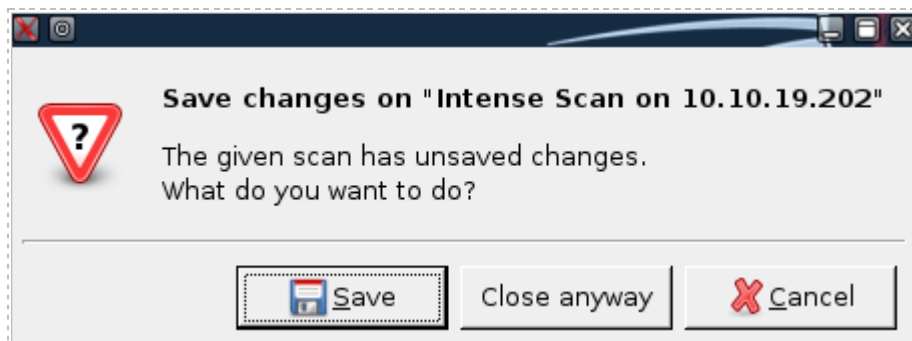 Save changes on "Intense Scan on 10.10.19.202"
?
The given scan has unsaved changes.
What do you want to do?
Save
Close anyway
Cancel